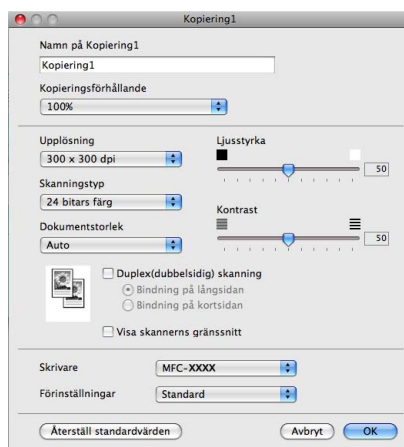 Kopiering1
Namn på Kopiering1
Kopiering1
Kopieringsförhållande
100%
Upplösning
300 x 300 dpi
Skanningstyp
24 bitars färg
Dokumentstorlek
Auto
Ljusstyrka
50
Kontrast
50
Duplex(dubbelsidig) skanning
Bindning på långsidan
Bindning på kortsidan
Visa skannerns gränssnitt
Skrivare
MFC-XXXX
Förinställningar
Standard
Återställ standardvärden
Avbryt
OK